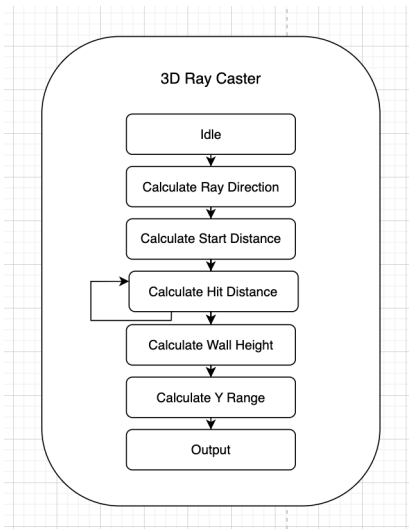 3D Ray Caster
Idle
Calculate Ray Direction
Calculate Start Distance
Calculate Hit Distance
Calculate Wall Height
Calculate Y Range
Output